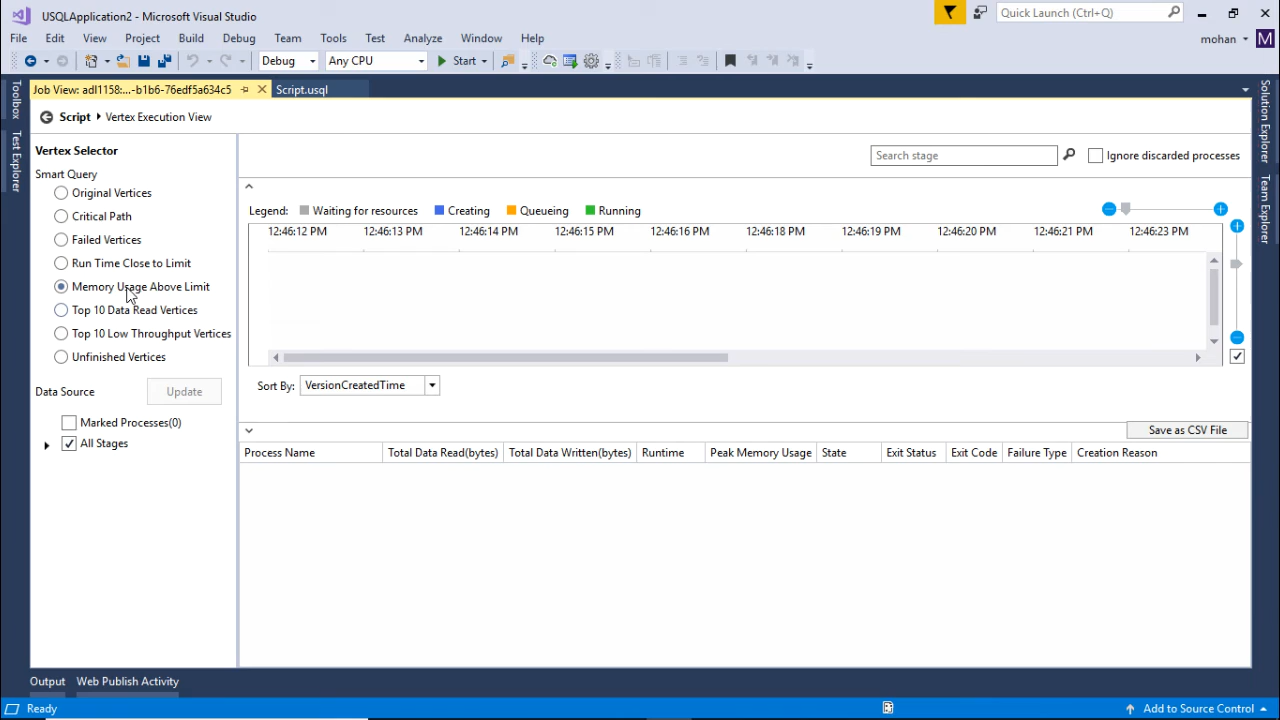 USQLApplication2 - Microsoft Visual Studio
Quick Launch (Ctrl+Q)
File Edit View Project Build Debug Team Tools Test Analyze Window Help
mohan M
Debug Any CPU Start
Job View: adl1158:...-b1b6-76edf5a634c5 Script.usql
Toolbox
Test Explorer
Solution Explorer
Team Explorer
Script Vertex Execution View
Vertex Selector
Smart Query
Original Vertices
Critical Path
Failed Vertices
Run Time Close to Limit
Memory Usage Above Limit
Top 10 Data Read Vertices
Top 10 Low Throughput Vertices
Unfinished Vertices
Data Source Update
Marked Processes(0)
All Stages
Search stage Ignore discarded processes
Legend: Waiting for resources Creating Queueing Running
12:46:12 PM 12:46:13 PM 12:46:14 PM 12:46:15 PM 12:46:16 PM 12:46:18 PM 12:46:19 PM 12:46:20 PM 12:46:21 PM 12:46:23 PM
Sort By: VersionCreatedTime
Save as CSV File
Process Name Total Data Read(bytes) Total Data Written(bytes) Runtime Peak Memory Usage State Exit Status Exit Code Failure Type Creation Reason
Output Web Publish Activity
Ready Add to Source Control